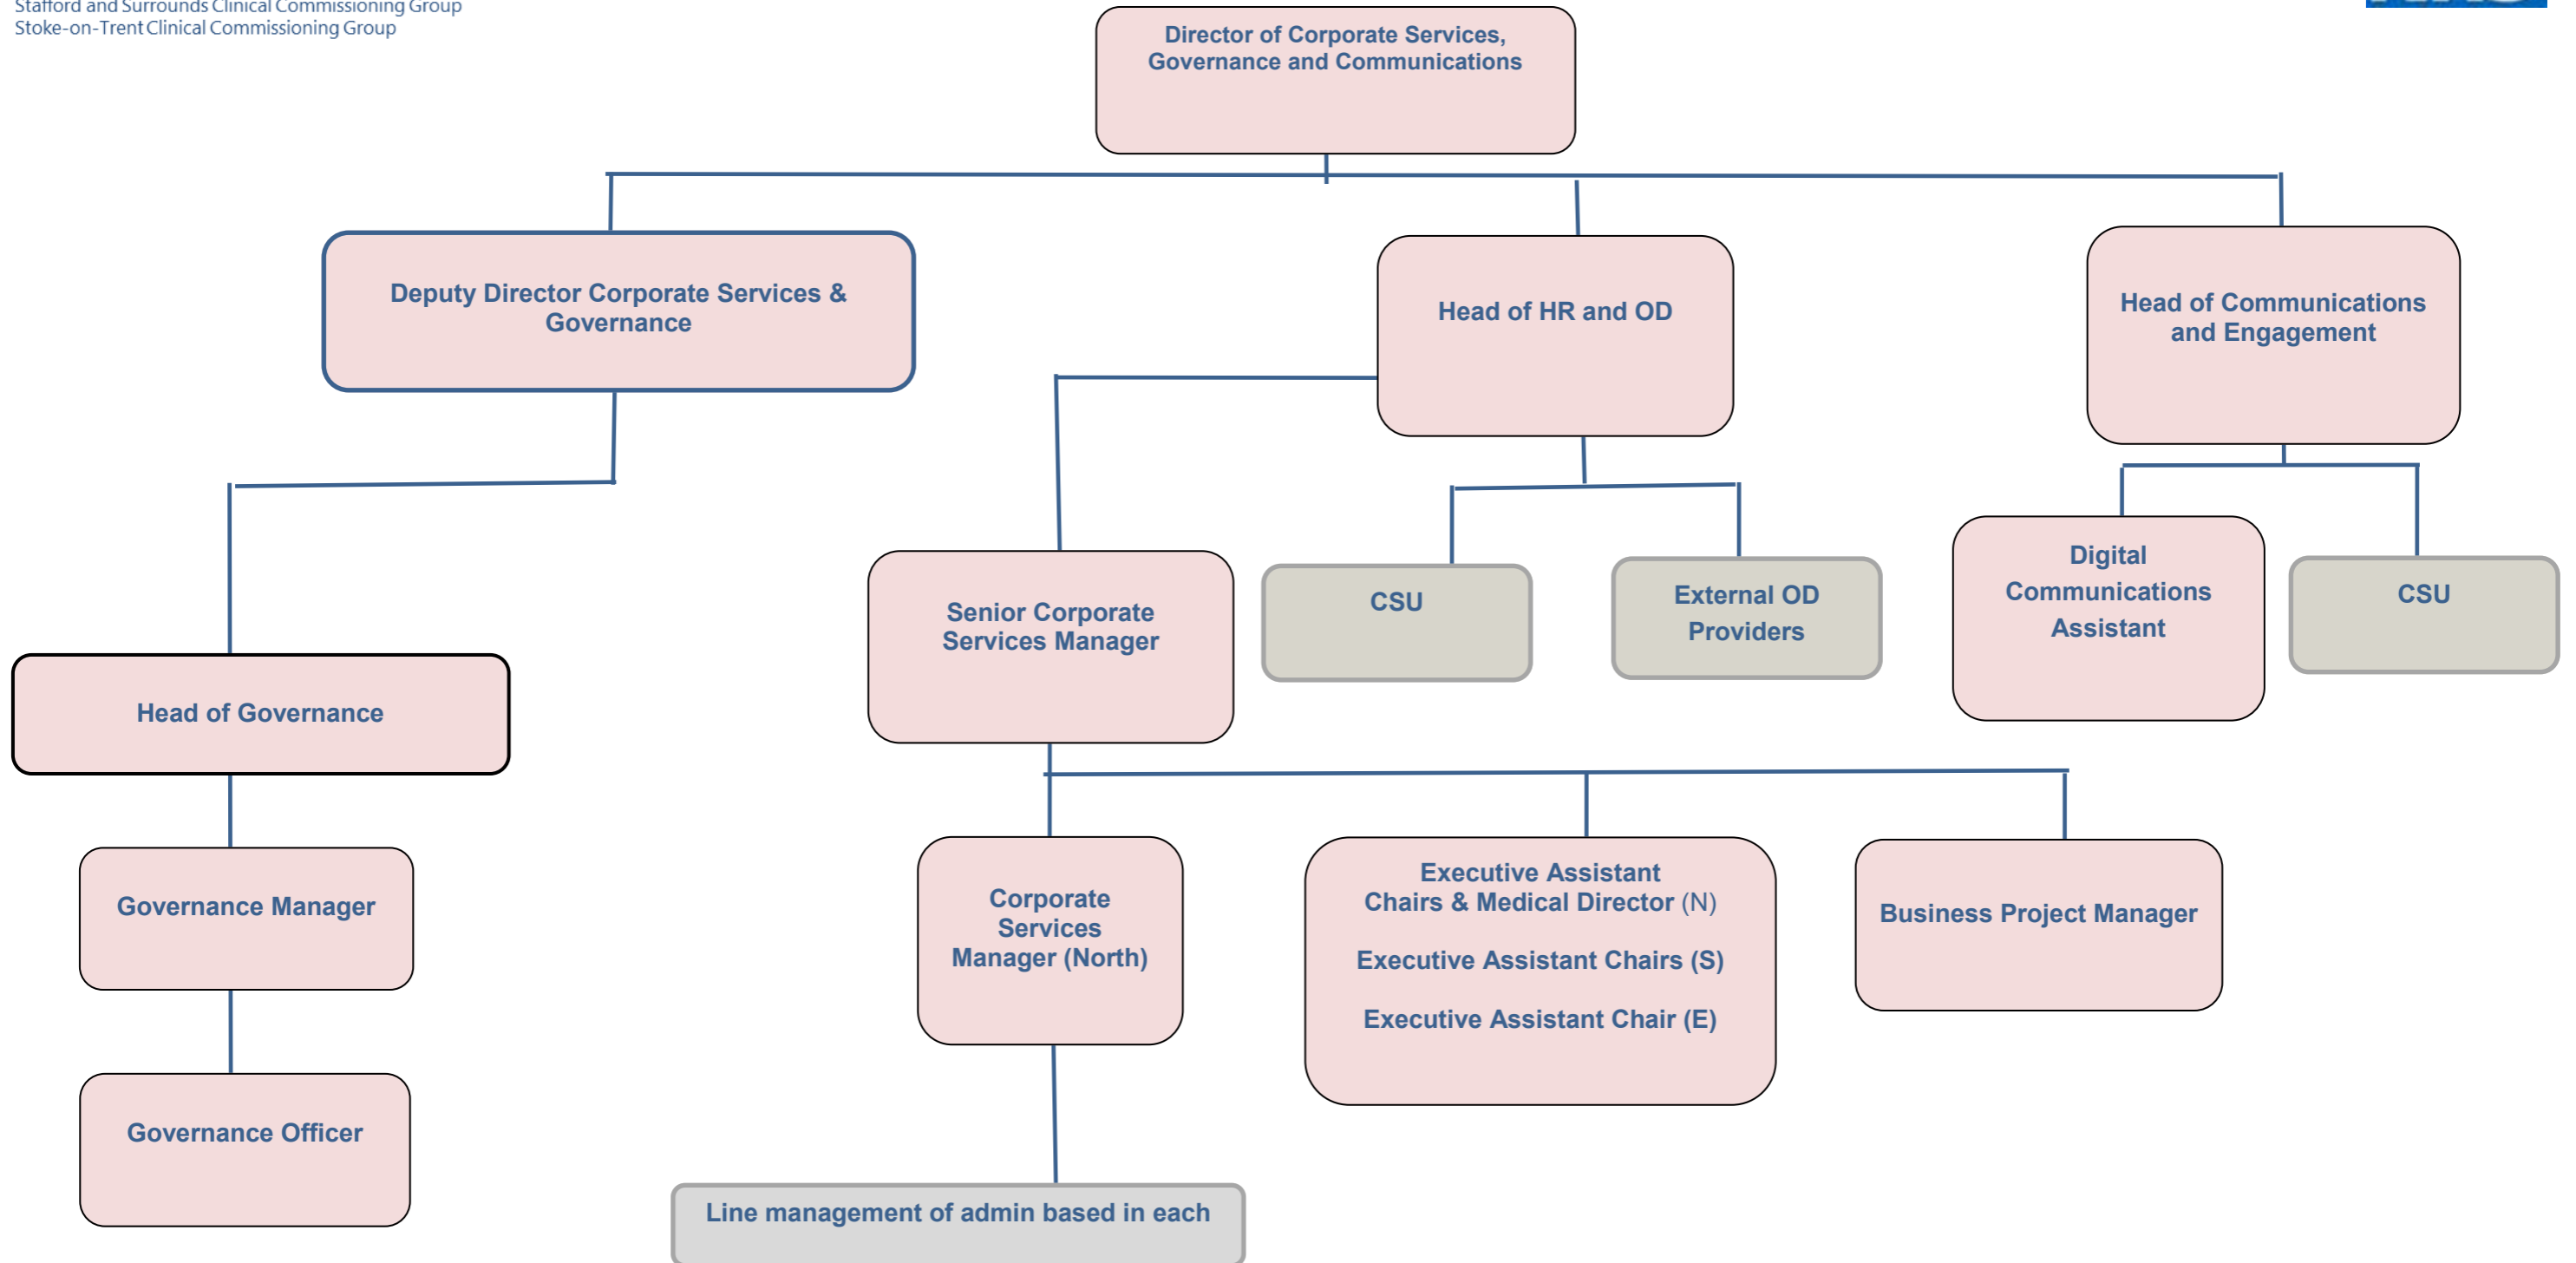 Stafford and Surrounds Clinical Commissioning Group
Stoke-on-Trent Clinical Commissioning Group
Director of Corporate Services,
Governance and Communications
Deputy Director Corporate Services &
Governance
Head of HR and OD
Head of Communications
and Engagement
Senior Corporate
Services Manager
CSU
External OD
Providers
Digital
Communications
Assistant
CSU
Head of Governance
Governance Manager
Corporate
Services
Manager (North)
Executive Assistant
Chairs & Medical Director (N)
Executive Assistant Chairs (S)
Executive Assistant Chair (E)
Business Project Manager
Governance Officer
Line management of admin based in each